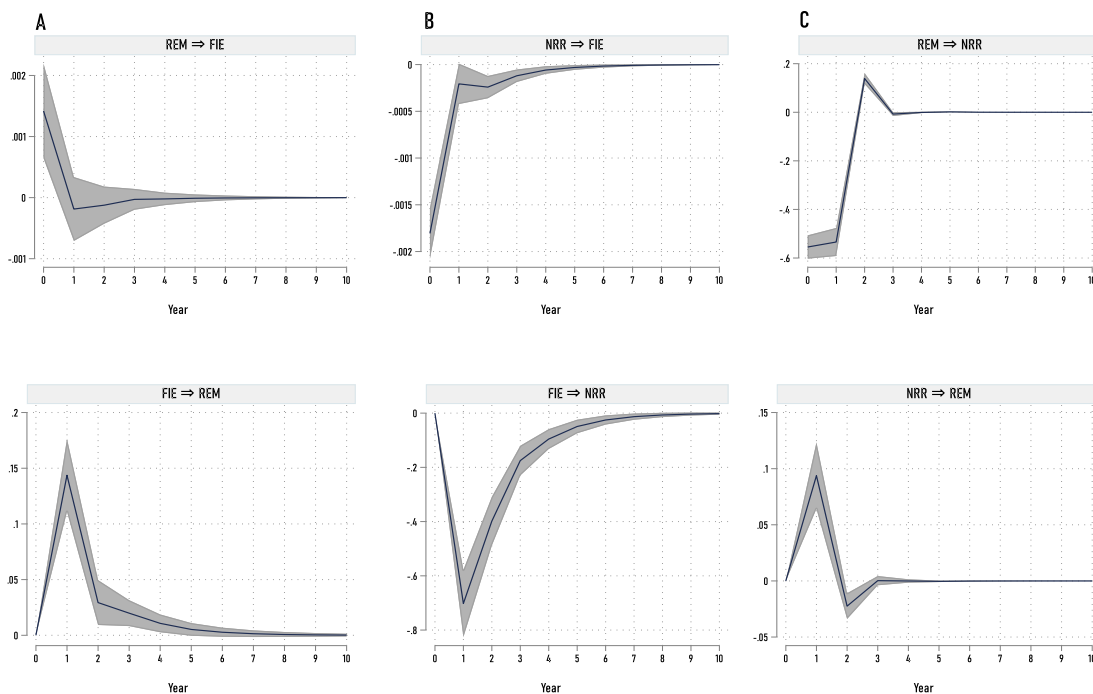 A
REM ⇒ FIE
.002
.001
0
-.001
0 1 2 3 4 5 6 7 8 9 10
Year
B
NRR ⇒ FIE
0
-.0005
-.001
-.0015
-.002
0 1 2 3 4 5 6 7 8 9 10
Year
C
REM ⇒ NRR
.2
0
-.2
-.4
-.6
0 1 2 3 4 5 6 7 8 9 10
Year
FIE ⇒ REM
.2
.15
.1
.05
0
0 1 2 3 4 5 6 7 8 9 10
Year
FIE ⇒ NRR
0
-.2
-.4
-.6
-.8
0 1 2 3 4 5 6 7 8 9 10
Year
NRR ⇒ REM
.15
.1
.05
0
-.05
0 1 2 3 4 5 6 7 8 9 10
Year